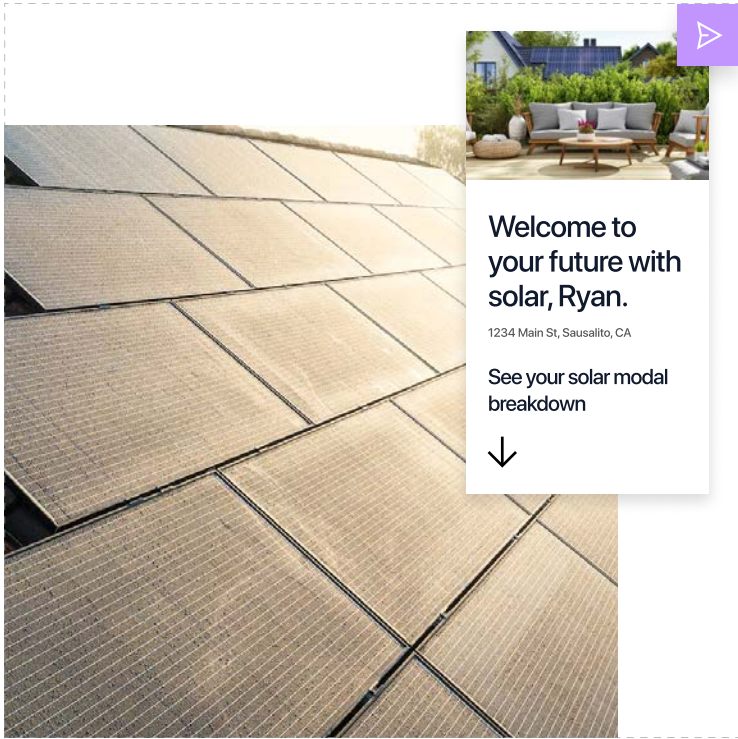 Welcome to
your future with
solar, Ryan.
1234 Main St, Sausalito, CA
See your solar modal
breakdown